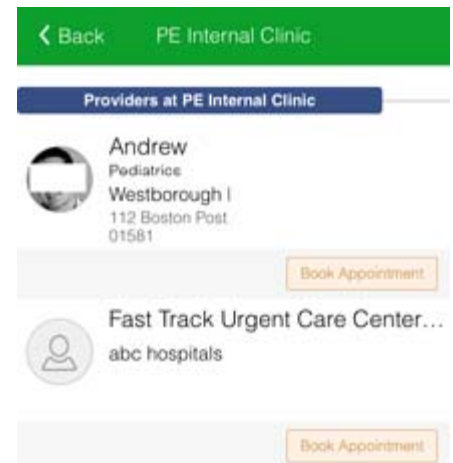 Back PE Internal Clinic
Providers at PE Internal Clinic
Andrew
Pediatrics
Westborough |
112 Boston Post
01581
Book Appointment
Fast Track Urgent Care Center...
abc hospitals
Book Appointment